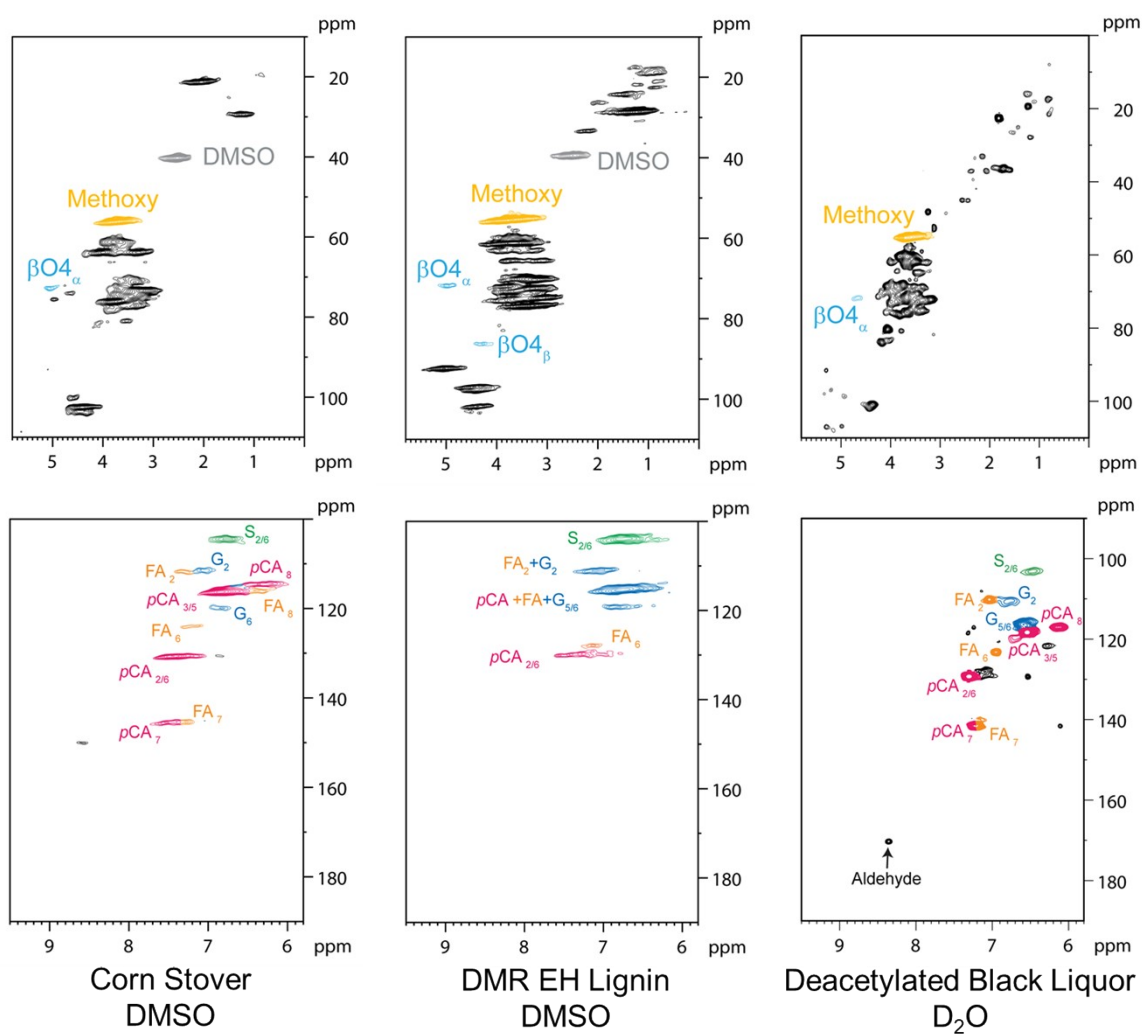 ppm
20
40
60
80
100
DMSO
Methoxy
βO4α
5 4 3 2 1 ppm
ppm
20
40
60
80
100
DMSO
Methoxy
βO4α
βO4β
5 4 3 2 1 ppm
ppm
20
40
60
80
100
Methoxy
βO4α
5 4 3 2 1 ppm
ppm
120
140
160
180
S2/6
G2
FA2
pCA8
pCA3/5
FA8
G6
FA6
pCA2/6
FA7
pCA7
9 8 7 6 ppm
Corn Stover
DMSO
ppm
120
140
160
180
S2/6
FA2+G2
pCA +FA+G5/6
FA6
pCA2/6
9 8 7 6 ppm
DMR EH Lignin
DMSO
ppm
100
120
140
160
180
S2/6
FA2
G2
G5/6
pCA8
pCA3/5
FA6
pCA2/6
pCA7
FA7
Aldehyde
9 8 7 6 ppm
Deacetylated Black Liquor
D2O